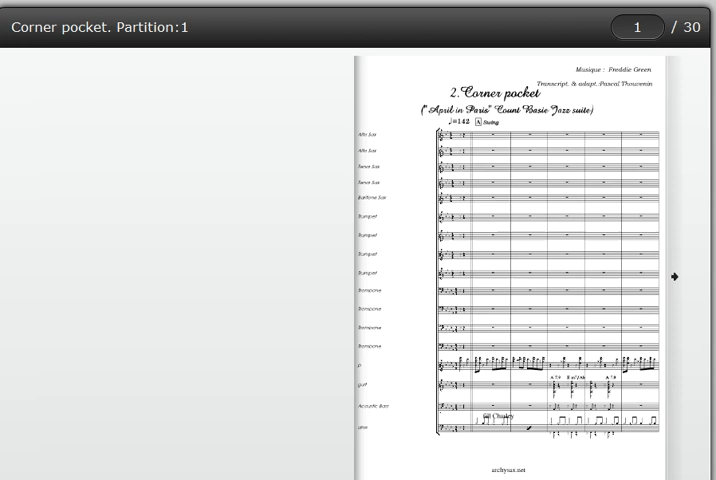 Corner pocket. Partition:1
1 / 30
Musique : Freddie Green
Transcript. & adapt.:Pascal Thouvenin
2.Corner pocket
("April in Paris" Count Basie Jazz suite)
♩=142 A Swing
Alto Sax
Alto Sax
Tenor Sax
Tenor Sax
Baritone Sax
Trumpet
Trumpet
Trumpet
Trumpet
Trombone
Trombone
Trombone
Trombone
p
guit
Acoustic Bass
archysax.net